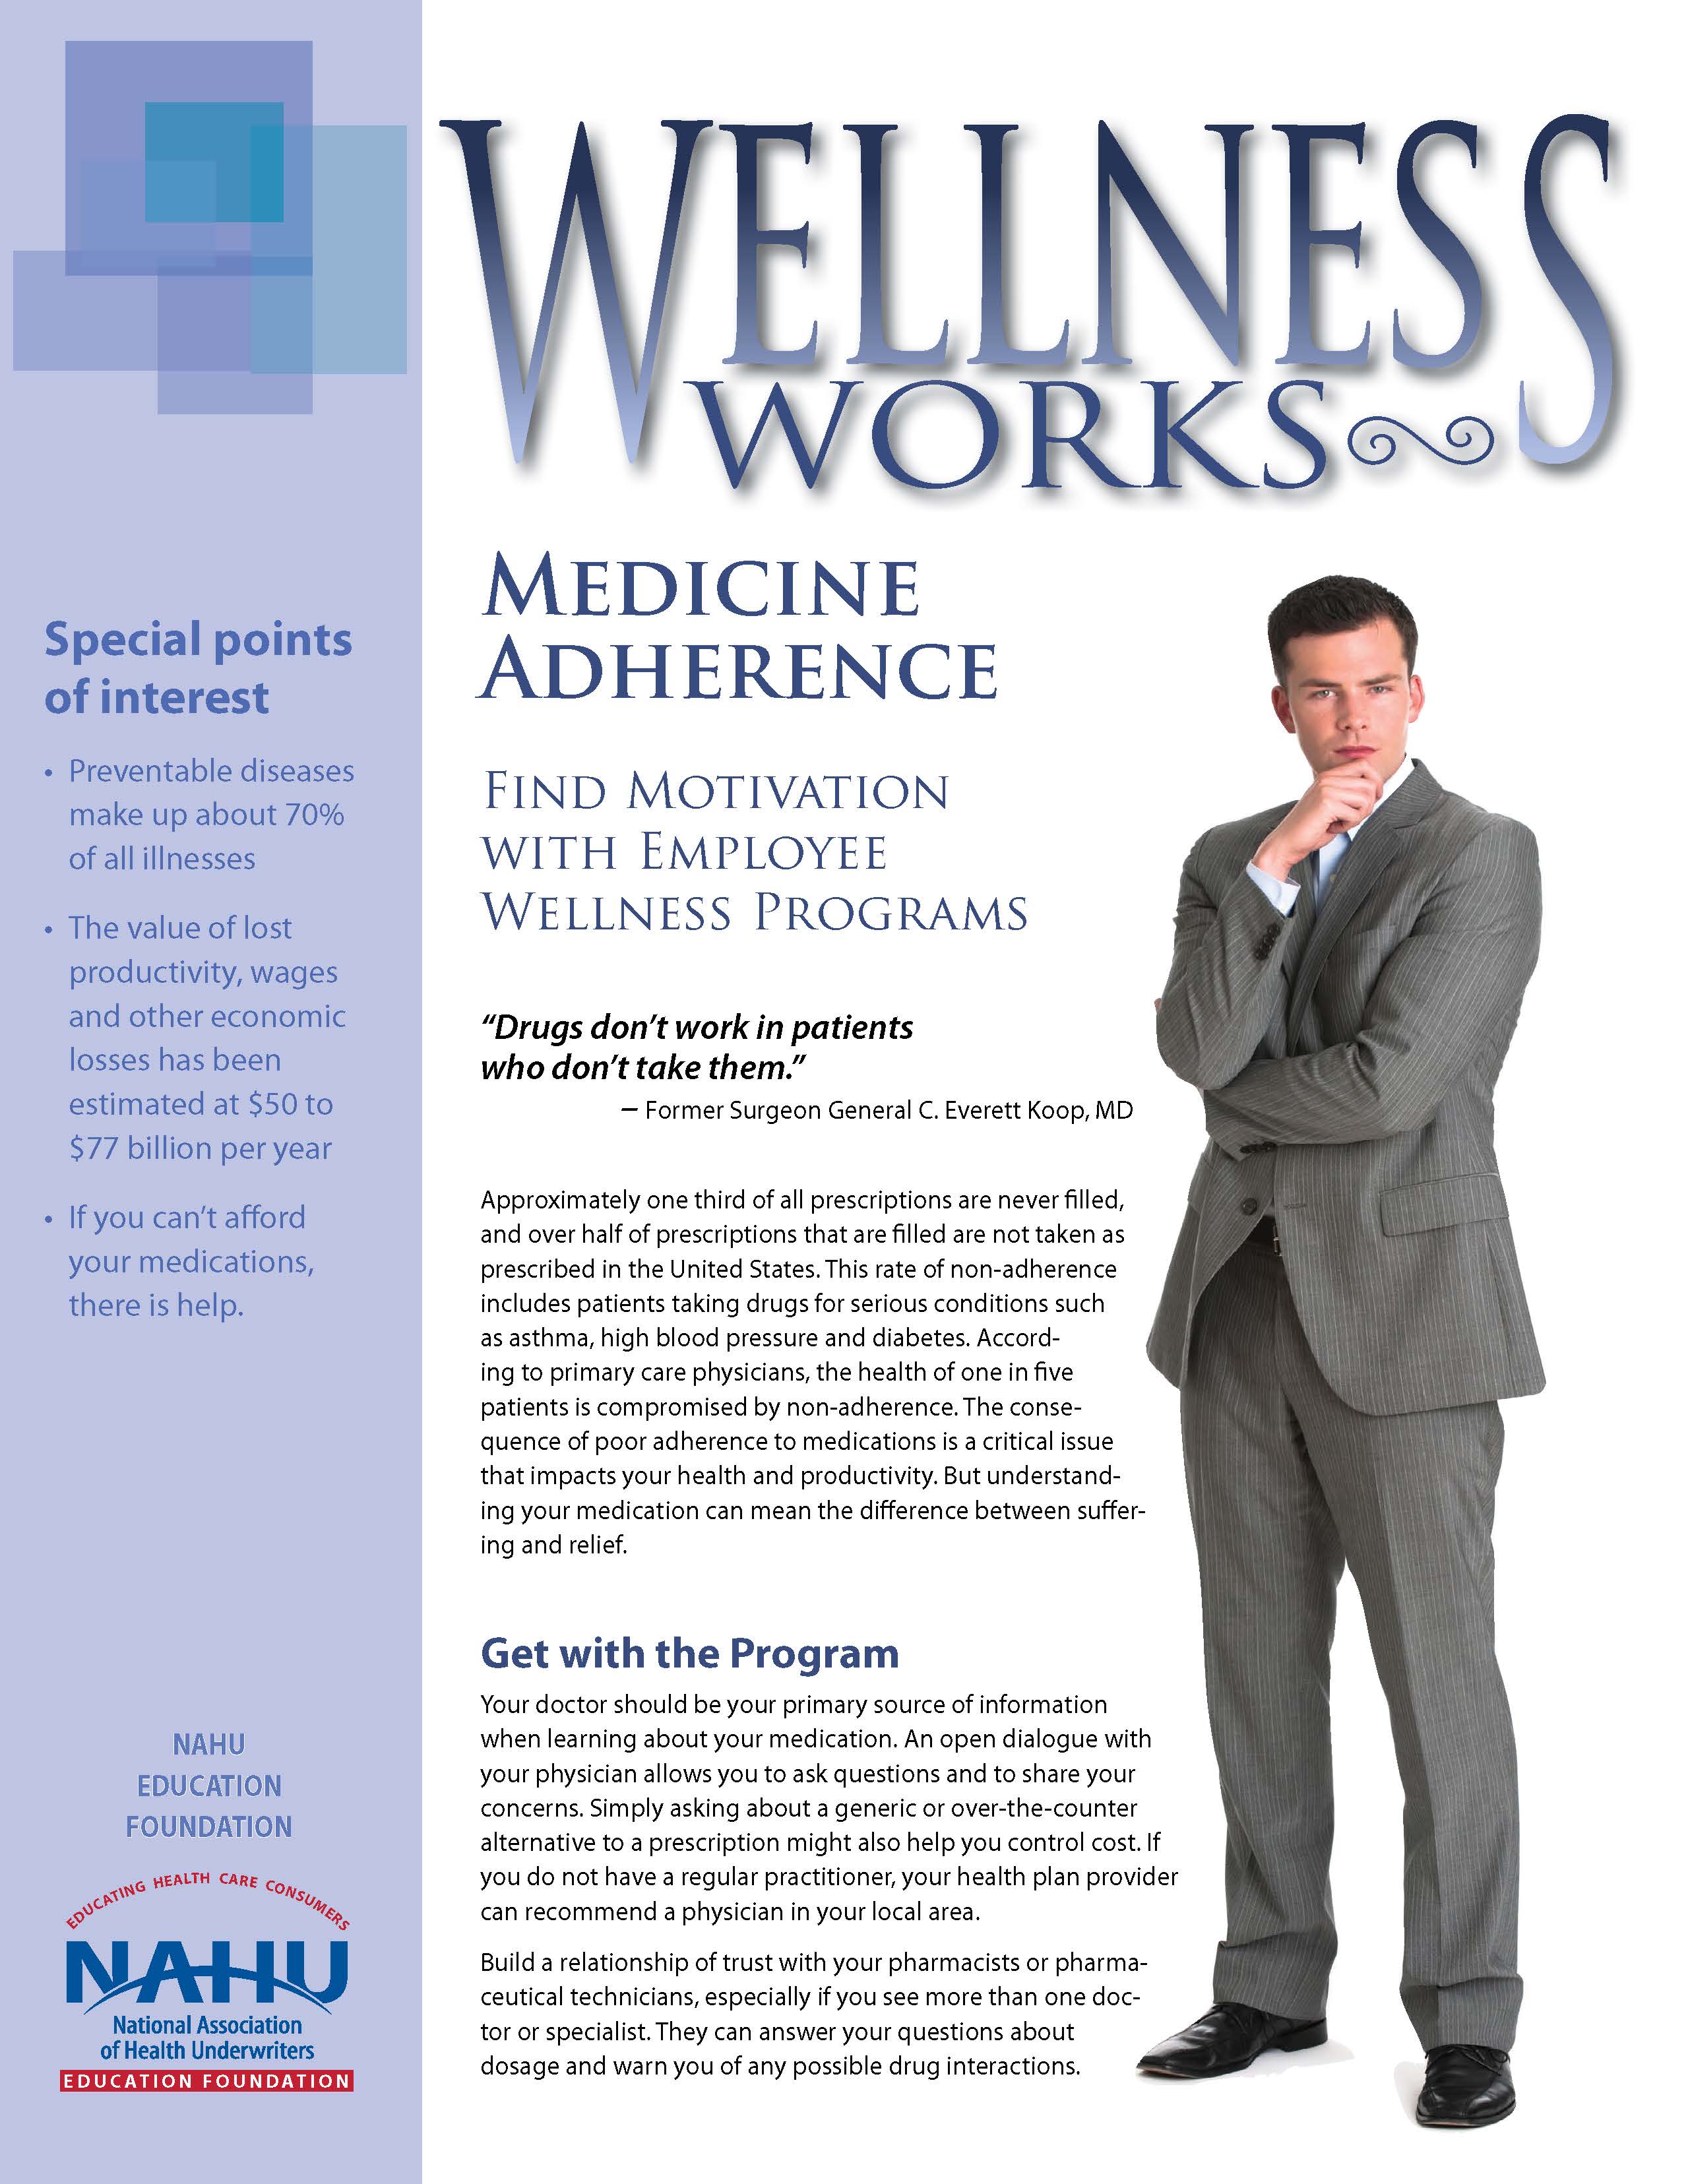 WELLNESS
WORKS
MEDICINE
ADHERENCE
FIND MOTIVATION
WITH EMPLOYEE
WELLNESS PROGRAMS
“Drugs don’t work in patients
who don’t take them.”
– Former Surgeon General C. Everett Koop, MD
Approximately one third of all prescriptions are never filled,
and over half of prescriptions that are filled are not taken as
prescribed in the United States. This rate of non-adherence
includes patients taking drugs for serious conditions such
as asthma, high blood pressure and diabetes. Accord-
ing to primary care physicians, the health of one in five
patients is compromised by non-adherence. The conse-
quence of poor adherence to medications is a critical issue
that impacts your health and productivity. But understand-
ing your medication can mean the difference between suffer-
ing and relief.
Get with the Program
Your doctor should be your primary source of information
when learning about your medication. An open dialogue with
your physician allows you to ask questions and to share your
concerns. Simply asking about a generic or over-the-counter
alternative to a prescription might also help you control cost. If
you do not have a regular practitioner, your health plan provider
can recommend a physician in your local area.
Build a relationship of trust with your pharmacists or pharma-
ceutical technicians, especially if you see more than one doc-
tor or specialist. They can answer your questions about
dosage and warn you of any possible drug interactions.
Special points
of interest
• Preventable diseases
make up about 70%
of all illnesses
• The value of lost
productivity, wages
and other economic
losses has been
estimated at $50 to
$77 billion per year
• If you can’t afford
your medications,
there is help.
NAHU
EDUCATION
FOUNDATION
EDUCATING HEALTH CARE CONSUMERS
NAHU
National Association
of Health Underwriters
EDUCATION FOUNDATION